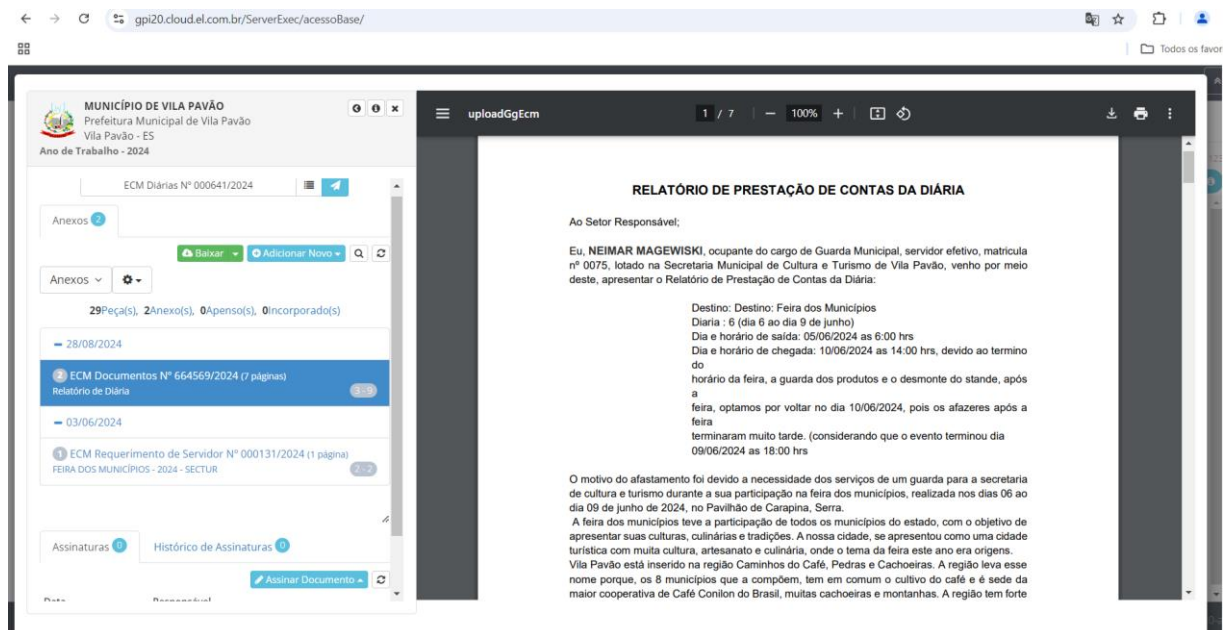 gpi20.cloud.el.com.br/ServerExec/acessoBase/
Todos os favor
MUNICÍPIO DE VILA PAVÃO
Prefeitura Municipal de Vila Pavão
Vila Pavão - ES
Ano de Trabalho - 2024
ECM Diárias Nº 000641/2024
Anexos 2
Baixar
Adicionar Novo
Anexos
29Peça(s), 2Anexo(s), 0Apenso(s), 0Incorporado(s)
28/08/2024
2 ECM Documentos Nº 664569/2024 (7 páginas)
Relatório de Diária 3 - 9
03/06/2024
1 ECM Requerimento de Servidor Nº 000131/2024 (1 página)
FEIRA DOS MUNICÍPIOS - 2024 - SECTUR 2 - 2
Assinaturas 0 Histórico de Assinaturas 0
Assinar Documento
uploadGgEcm 1 / 7 100%
RELATÓRIO DE PRESTAÇÃO DE CONTAS DA DIÁRIA
Ao Setor Responsável;
Eu, NEIMAR MAGEWISKI, ocupante do cargo de Guarda Municipal, servidor efetivo, matricula
nº 0075, lotado na Secretaria Municipal de Cultura e Turismo de Vila Pavão, venho por meio
deste, apresentar o Relatório de Prestação de Contas da Diária:
Destino: Destino: Feira dos Municípios
Diaria : 6 (dia 6 ao dia 9 de junho)
Dia e horário de saída: 05/06/2024 as 6:00 hrs
Dia e horário de chegada: 10/06/2024 as 14:00 hrs, devido ao termino
do
horário da feira, a guarda dos produtos e o desmonte do stande, após
a
feira, optamos por voltar no dia 10/06/2024, pois os afazeres após a
feira
terminaram muito tarde. (considerando que o evento terminou dia
09/06/2024 as 18:00 hrs
O motivo do afastamento foi devido a necessidade dos serviços de um guarda para a secretaria
de cultura e turismo durante a sua participação na feira dos municípios, realizada nos dias 06 ao
dia 09 de junho de 2024, no Pavilhão de Carapina, Serra.
A feira dos municípios teve a participação de todos os municípios do estado, com o objetivo de
apresentar suas culturas, culinárias e tradições. A nossa cidade, se apresentou como uma cidade
turística com muita cultura, artesanato e culinária, onde o tema da feira este ano era origens.
Vila Pavão está inserido na região Caminhos do Café, Pedras e Cachoeiras. A região leva esse
nome porque, os 8 municípios que a compõem, tem em comum o cultivo do café e é sede da
maior cooperativa de Café Conilon do Brasil, muitas cachoeiras e montanhas. A região tem forte